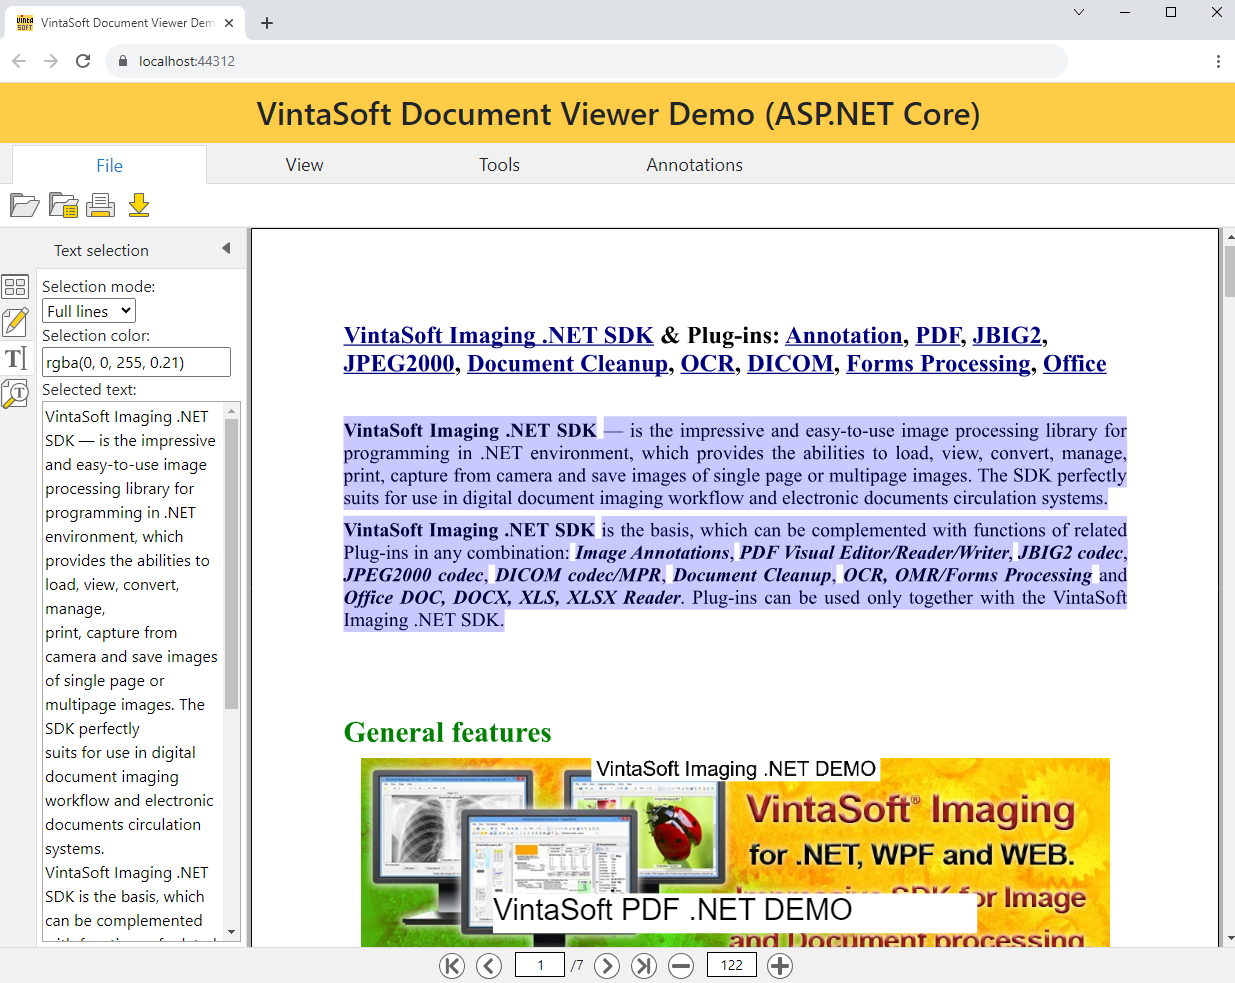 VintaSoft Document Viewer Dem
localhost:44312
VintaSoft Document Viewer Demo (ASP.NET Core)
File
View
Tools
Annotations
Text selection
Selection mode:
Full lines
Selection color:
rgba(0, 0, 255, 0.21)
Selected text:
VintaSoft Imaging .NET
SDK — is the impressive
and easy-to-use image
processing library for
programming in .NET
environment, which
provides the abilities to
load, view, convert,
manage,
print, capture from
camera and save images
of single page or
multipage images. The
SDK perfectly
suits for use in digital
document imaging
workflow and electronic
documents circulation
systems.
VintaSoft Imaging .NET
SDK is the basis, which
can be complemented
VintaSoft Imaging .NET SDK & Plug-ins: Annotation, PDF, JBIG2,
JPEG2000, Document Cleanup, OCR, DICOM, Forms Processing, Office
VintaSoft Imaging .NET SDK — is the impressive and easy-to-use image processing library for
programming in .NET environment, which provides the abilities to load, view, convert, manage,
print, capture from camera and save images of single page or multipage images. The SDK perfectly
suits for use in digital document imaging workflow and electronic documents circulation systems.
VintaSoft Imaging .NET SDK is the basis, which can be complemented with functions of related
Plug-ins in any combination: Image Annotations, PDF Visual Editor/Reader/Writer, JBIG2 codec,
JPEG2000 codec, DICOM codec/MPR, Document Cleanup, OCR, OMR/Forms Processing and
Office DOC, DOCX, XLS, XLSX Reader. Plug-ins can be used only together with the VintaSoft
Imaging .NET SDK.
General features
VintaSoft Imaging .NET DEMO
VintaSoft® Imaging
for .NET, WPF and WEB.
Impressive SDK for Image
VintaSoft PDF .NET DEMO
and Document processing
1 /7
122